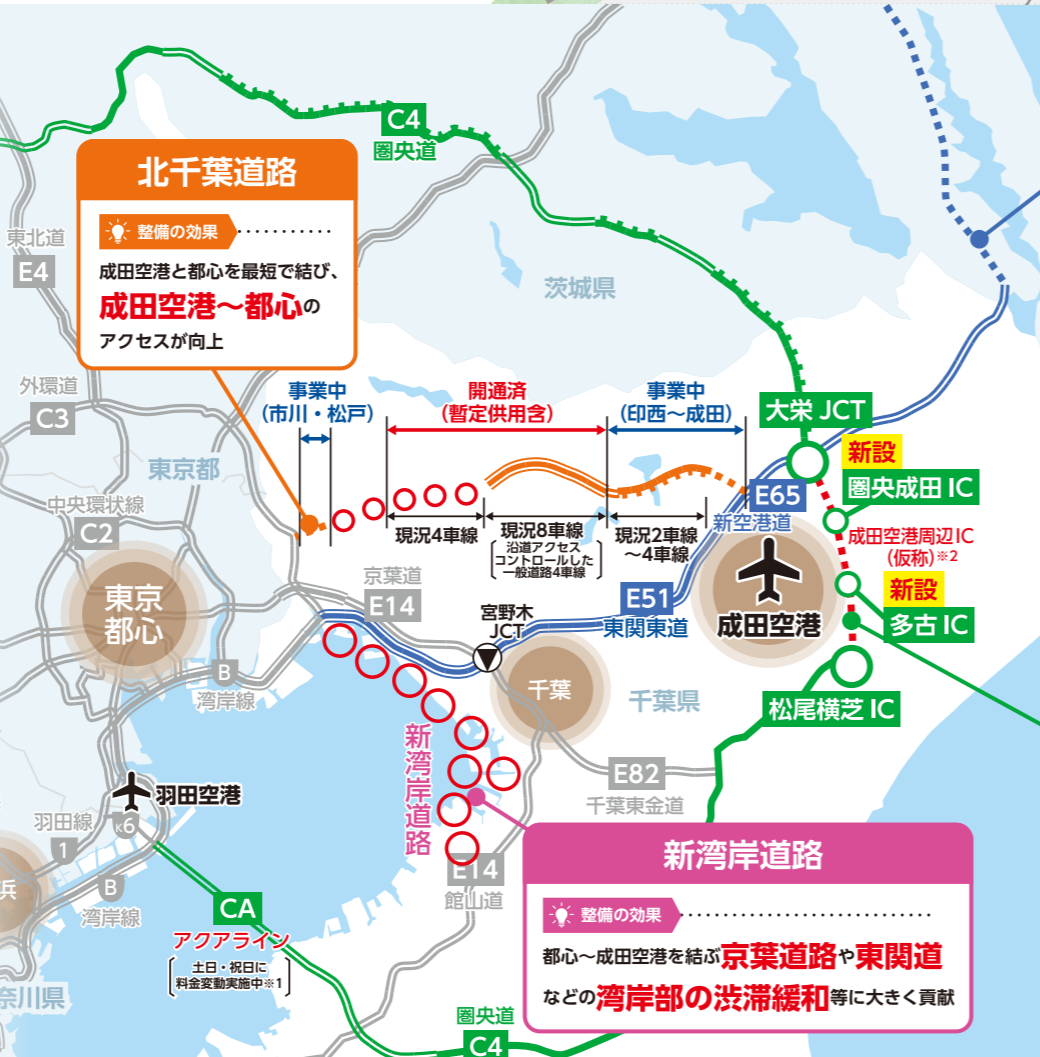 C4
圏央道
北千葉道路
整備の効果
成田空港と都心を最短で結び、
成田空港〜都心の
アクセスが向上
東北道
E4
茨城県
外環道
C3
事業中
（市川・松戸）
開通済
（暫定供用含）
事業中
（印西〜成田）
大栄 JCT
東京都
新設
圏央成田 IC
中央環状線
C2
現況4車線
現況8車線
沿道アクセス
コントロールした
一般道路4車線
現況2車線
〜4車線
E65
新空港道
成田空港周辺IC
（仮称）※2
新設
多古 IC
京葉道
E14
宮野木
JCT
E51
東関東道
成田空港
東京
都心
B
湾岸線
千葉
千葉県
松尾横芝 IC
新湾岸道路
E82
千葉東金道
羽田空港
羽田線
1
K6
B
湾岸線
浜
E14
館山道
CA
アクアライン
土日・祝日に
料金変動実施中※1
奈川県
新湾岸道路
整備の効果
都心〜成田空港を結ぶ京葉道路や東関道
などの湾岸部の渋滞緩和等に大きく貢献
圏央道
C4